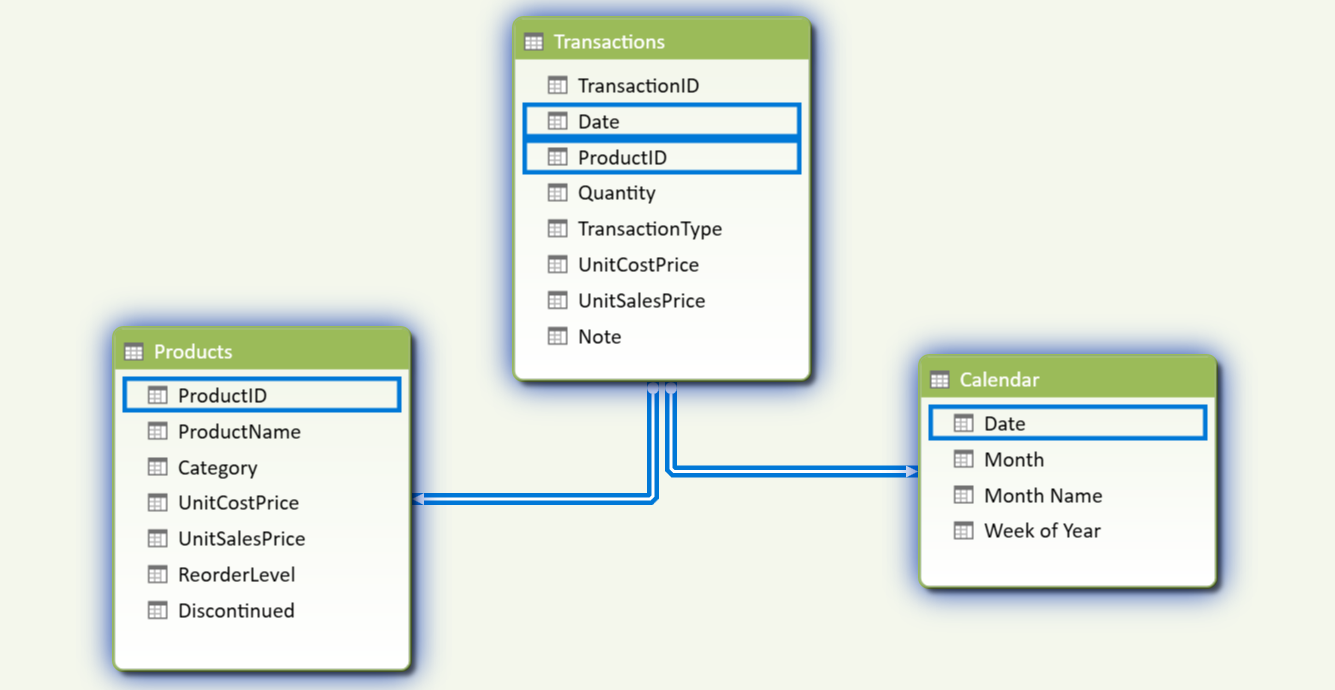 Transactions
TransactionID
Date
ProductID
Quantity
TransactionType
UnitCostPrice
UnitSalesPrice
Note
Products
ProductID
ProductName
Category
UnitCostPrice
UnitSalesPrice
ReorderLevel
Discontinued
Calendar
Date
Month
Month Name
Week of Year